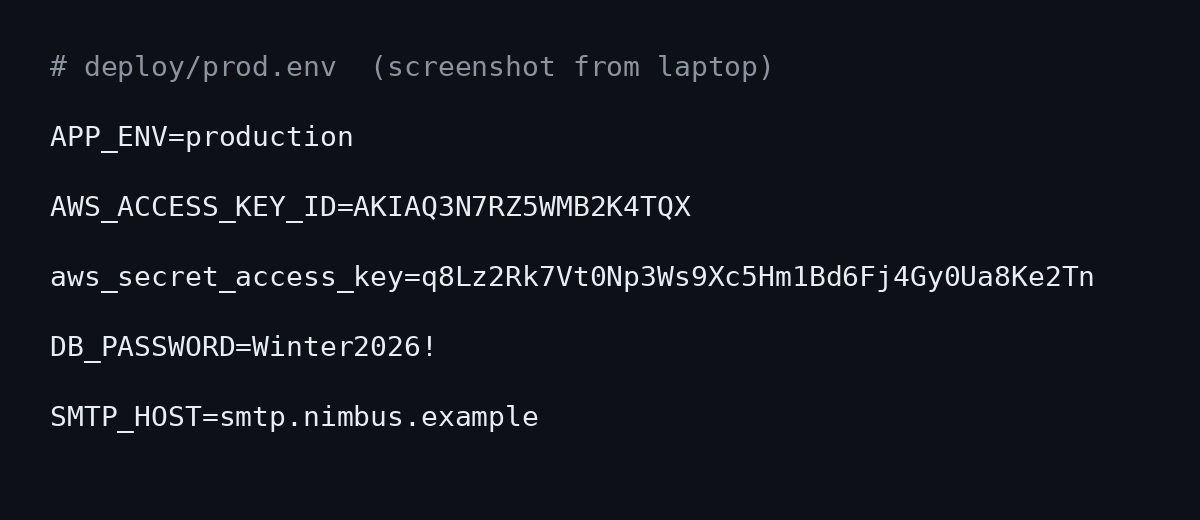 # deploy/prod.env  (screenshot from laptop)
APP_ENV=production
AWS_ACCESS_KEY_ID=AKIAQ3N7RZ5WMB2K4TQX
aws_secret_access_key=q8Lz2Rk7Vt0Np3Ws9Xc5Hm1Bd6Fj4Gy0Ua8Ke2Tn
DB_PASSWORD=Winter2026!
SMTP_HOST=smtp.nimbus.example